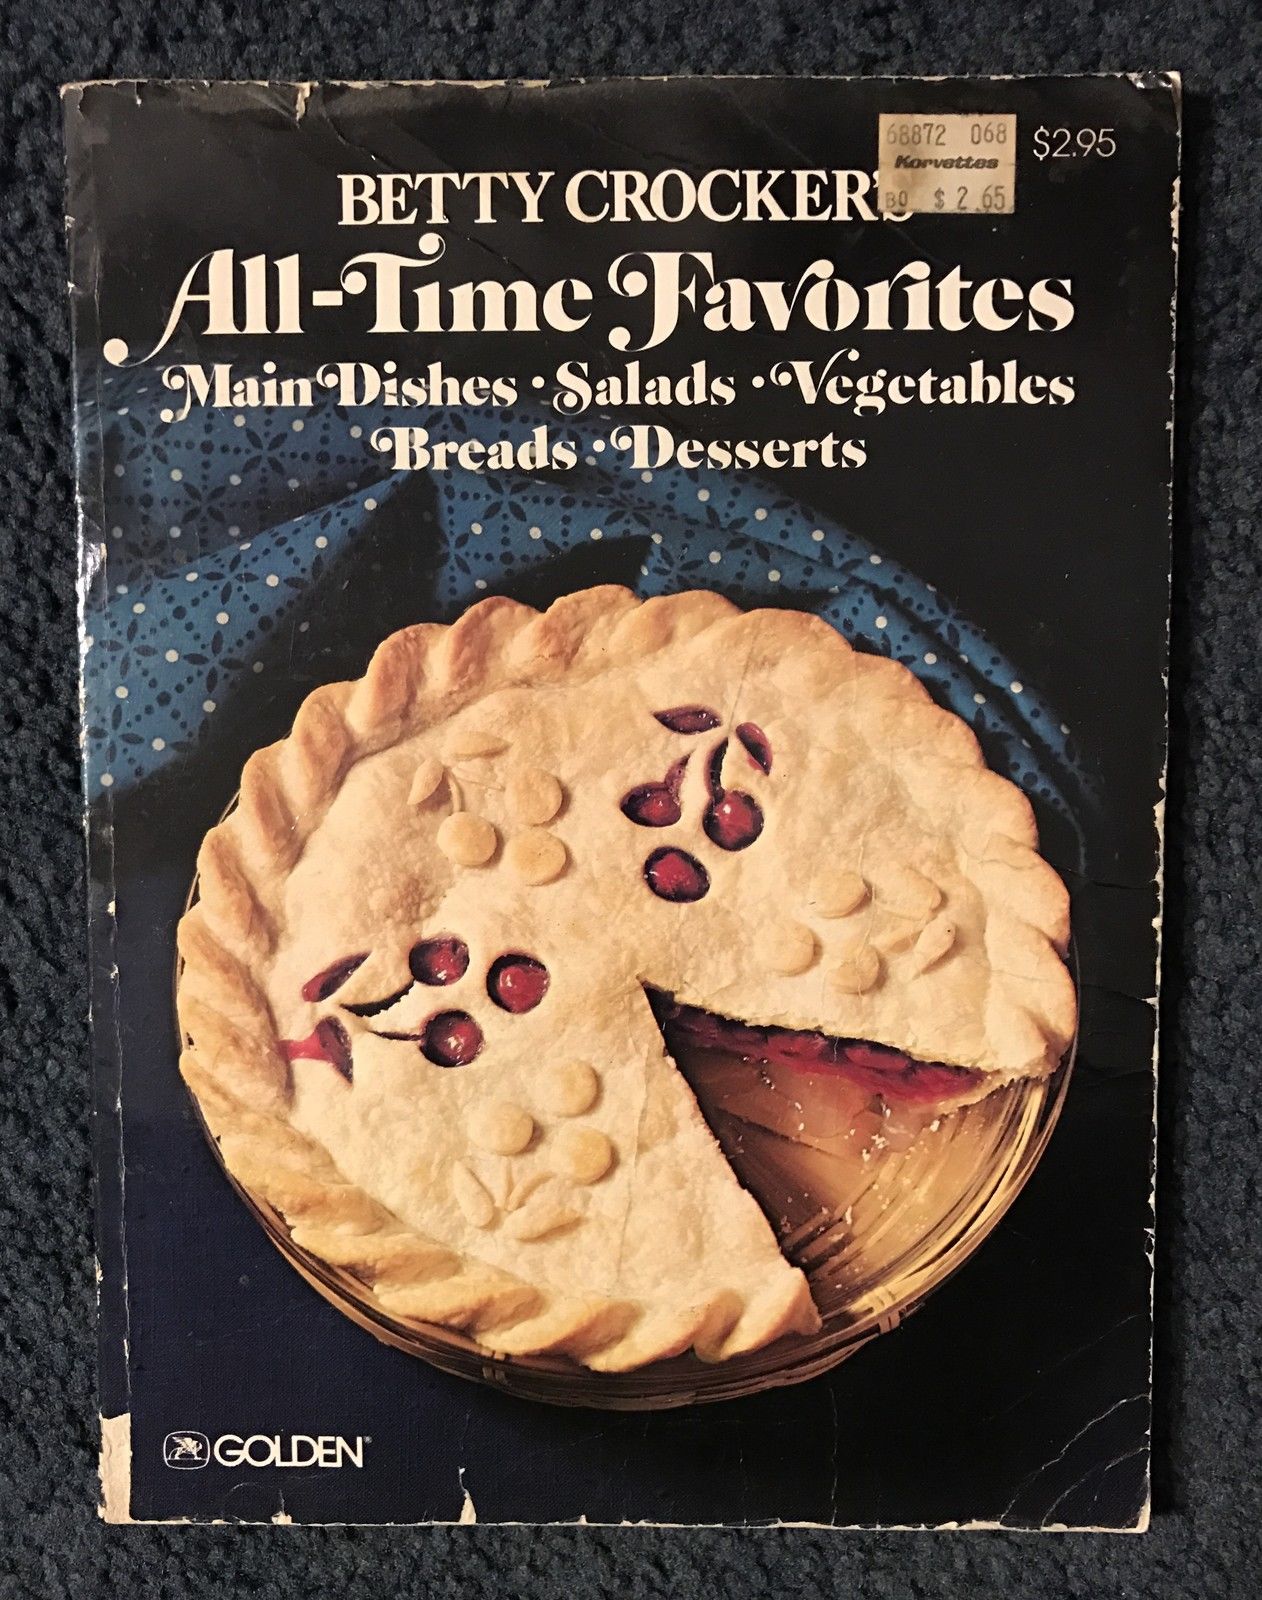 68872 068
Korvettes
BO $ 2.65
$2.95
BETTY CROCKER'S
All-Time Favorites
Main Dishes · Salads · Vegetables
Breads · Desserts
GOLDEN®